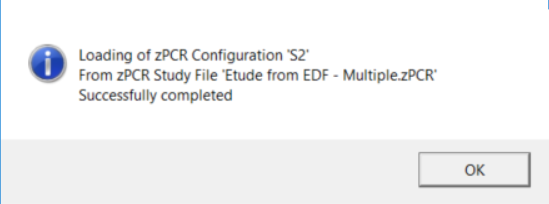 Loading of zPCR Configuration 'S2'
From zPCR Study File 'Etude from EDF - Multiple.zPCR'
Successfully completed
OK